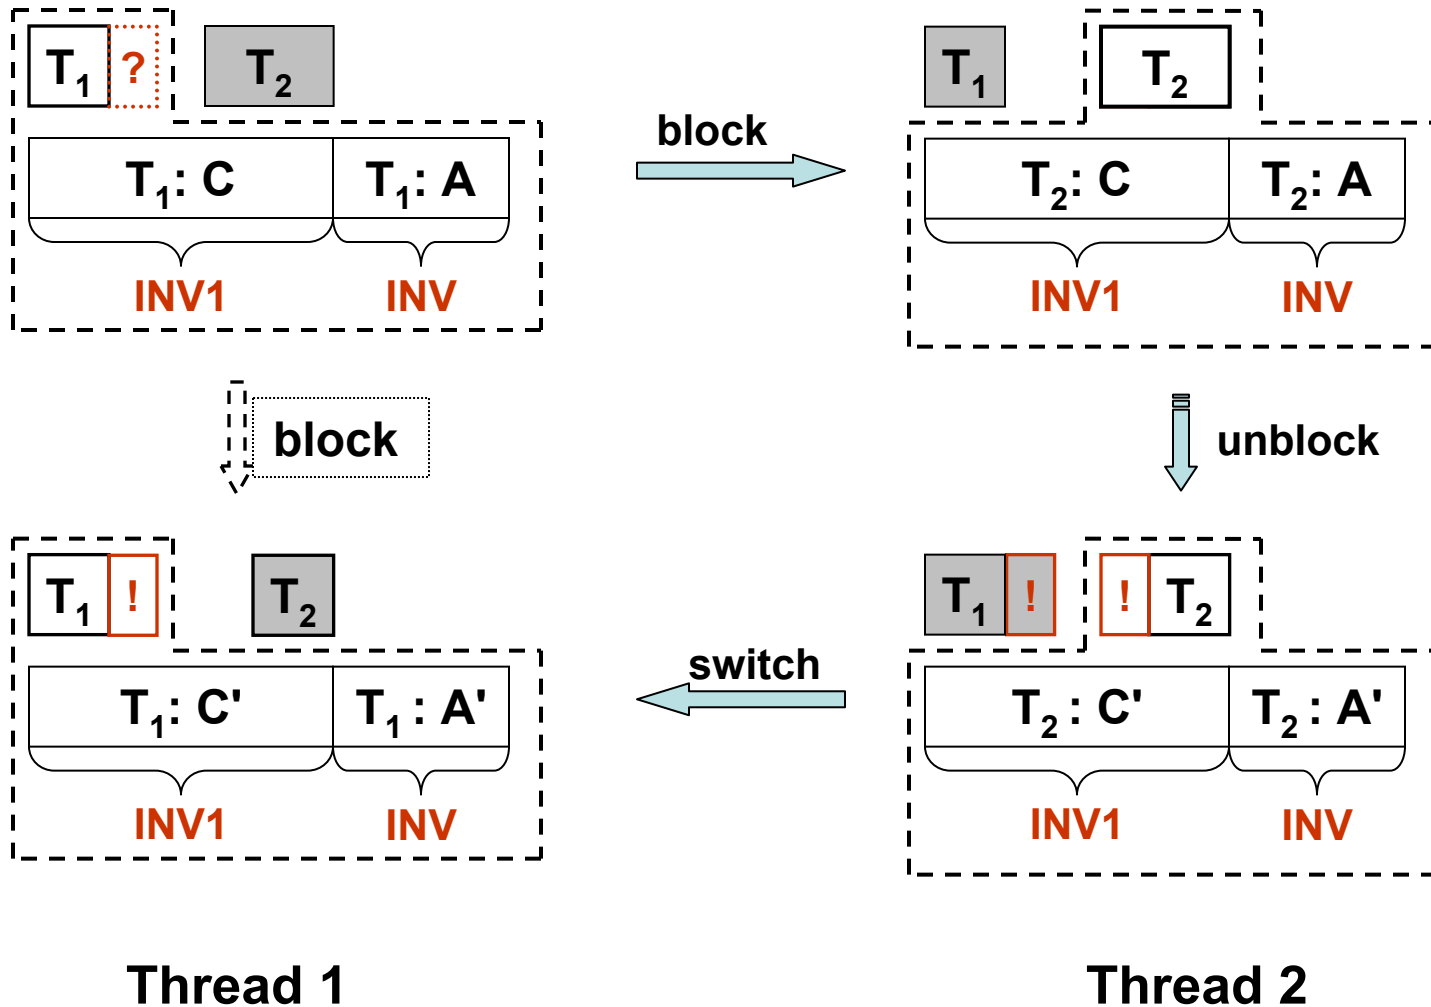 T₁ ? T₂ T₁ T₂
block
T₁: C T₁: A T₂: C T₂: A
INV1 INV INV1 INV
block unblock
T₁ ! T₂ T₁ ! ! T₂
switch
T₁: C' T₁ : A' T₂ : C' T₂ : A'
INV1 INV INV1 INV
Thread 1 Thread 2